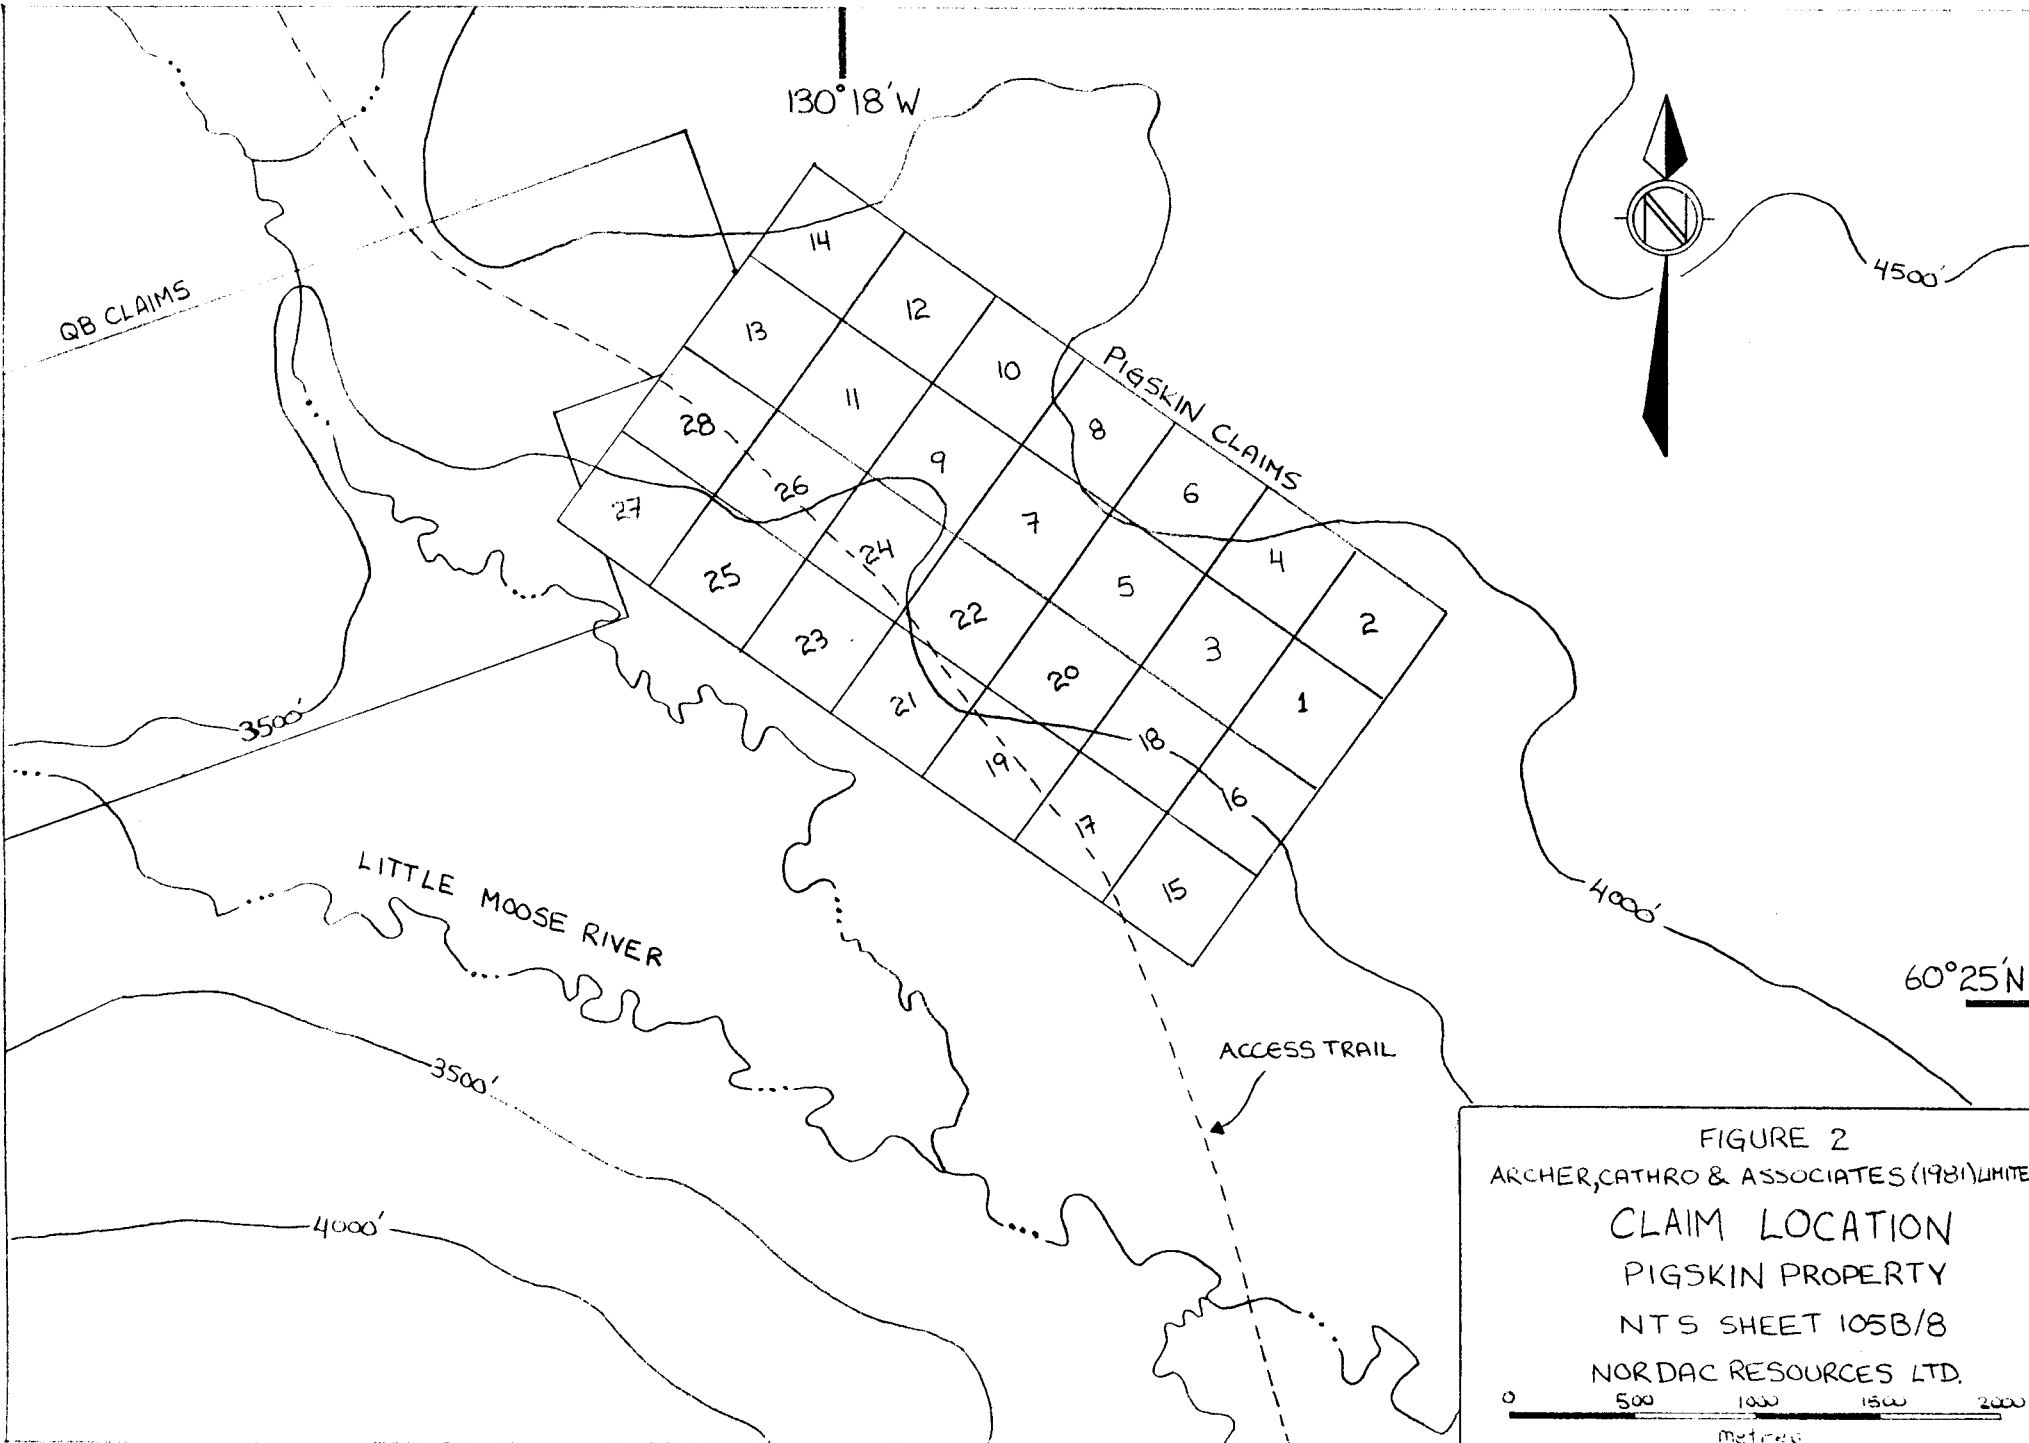 130°18'W
N
4500'
QB CLAIMS
PIGSKIN CLAIMS
14
12
13
10
11
8
28
9
6
26
27
7
4
24
5
25
22
2
23
3
20
1
21
18
19
16
17
15
3500'
LITTLE MOOSE RIVER
4000'
60°25'N
3500'
ACCESS TRAIL
4000'
FIGURE 2
ARCHER, CATHRO & ASSOCIATES (1981) LIMITE
CLAIM LOCATION
PIGSKIN PROPERTY
NTS SHEET 105B/8
NORDAC RESOURCES LTD.
0 500 1000 1500 2000
Metres